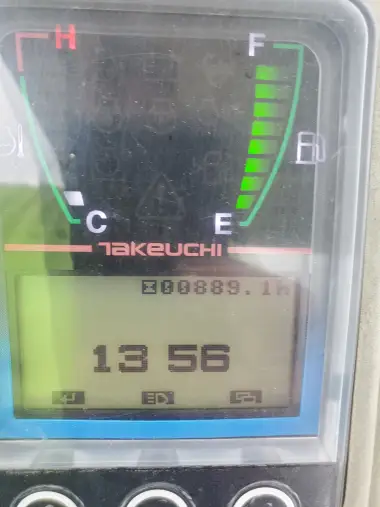 H F
C E
TAKEUCHI
00889.1H
13 56